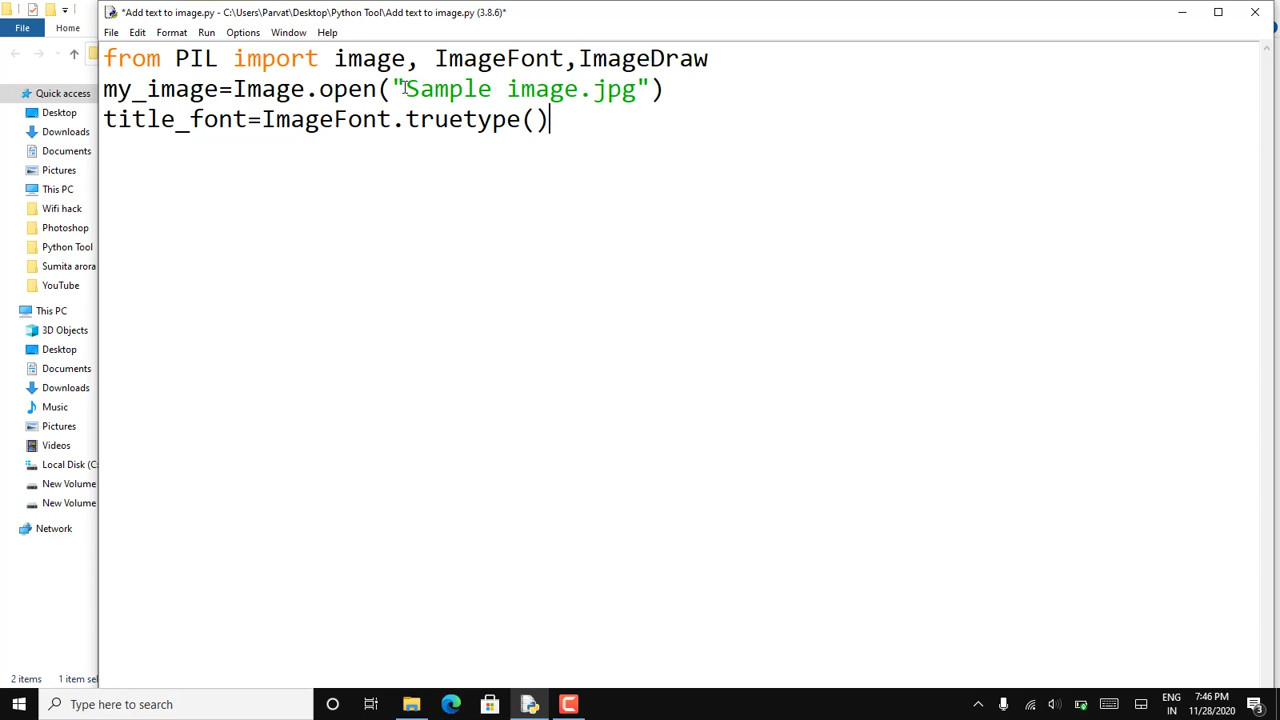 *Add text to image.py - C:\Users\Parvat\Desktop\Python Tool\Add text to image.py (3.8.6)*
File
Home
File Edit Format Run Options Window Help
from PIL import image, ImageFont,ImageDraw
my_image=Image.open("Sample image.jpg")
title_font=ImageFont.truetype()
Quick access
Desktop
Downloads
Documents
Pictures
This PC
Wifi hack
Photoshop
Python Tool
Sumita arora
YouTube
This PC
3D Objects
Desktop
Documents
Downloads
Music
Pictures
Videos
Local Disk (C
New Volume
New Volume
Network
2 items
1 item sel
Type here to search
ENG
IN
7:46 PM
11/28/2020
3